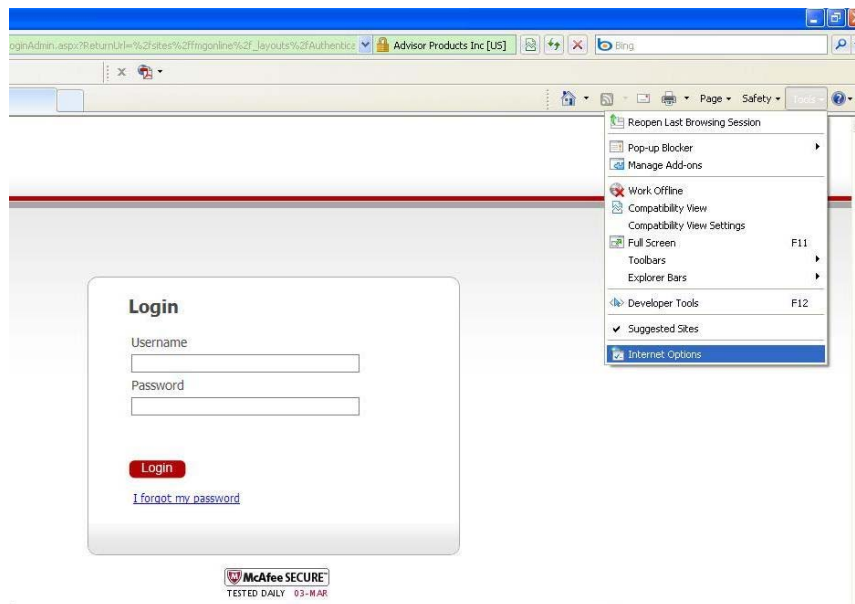 oginAdmin.aspx?ReturnUrl=%2fsites%2ffmgonline%2f_layouts%2fAuthentica Advisor Products Inc [US] Bing
Page Safety Tools
Reopen Last Browsing Session
Pop-up Blocker
Manage Add-ons
Work Offline
Compatibility View
Compatibility View Settings
Full Screen F11
Toolbars
Explorer Bars
Developer Tools F12
Suggested Sites
Internet Options
Login
Username
Password
Login
I forgot my password
McAfee SECURE™
TESTED DAILY 03-MAR